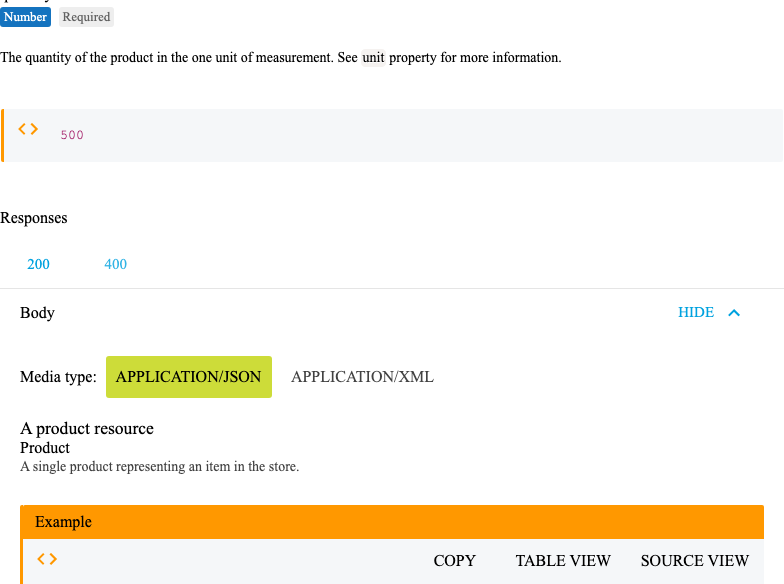 Number Required
The quantity of the product in the one unit of measurement. See unit property for more information.
500
Responses
200 400
Body HIDE
Media type: APPLICATION/JSON APPLICATION/XML
A product resource
Product
A single product representing an item in the store.
Example
COPY TABLE VIEW SOURCE VIEW